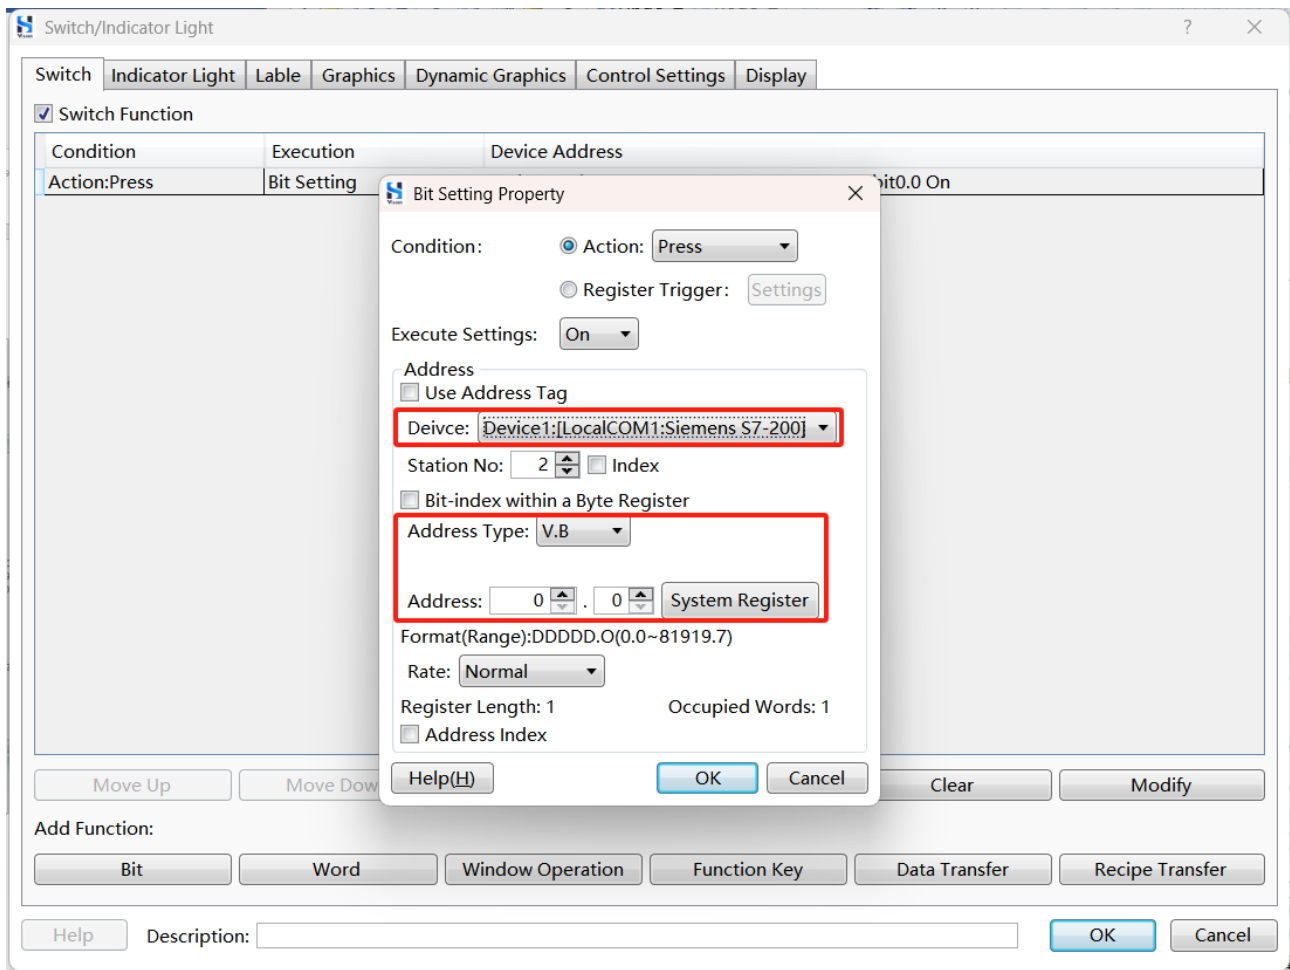 Switch/Indicator Light ?
Switch Indicator Light Lable Graphics Dynamic Graphics Control Settings Display
Switch Function
Condition Execution Device Address
Action:Press Bit Setting bit0.0 On
Bit Setting Property
Condition: Action: Press
Register Trigger: Settings
Execute Settings: On
Address
Use Address Tag
Deivce: Device1:[LocalCOM1:Siemens S7-200]
Station No: 2 Index
Bit-index within a Byte Register
Address Type: V.B
Address: 0 . 0 System Register
Format(Range):DDDDD.O(0.0~81919.7)
Rate: Normal
Register Length: 1 Occupied Words: 1
Address Index
Help(H) OK Cancel
Move Up Move Dow Clear Modify
Add Function:
Bit Word Window Operation Function Key Data Transfer Recipe Transfer
Help Description: OK Cancel